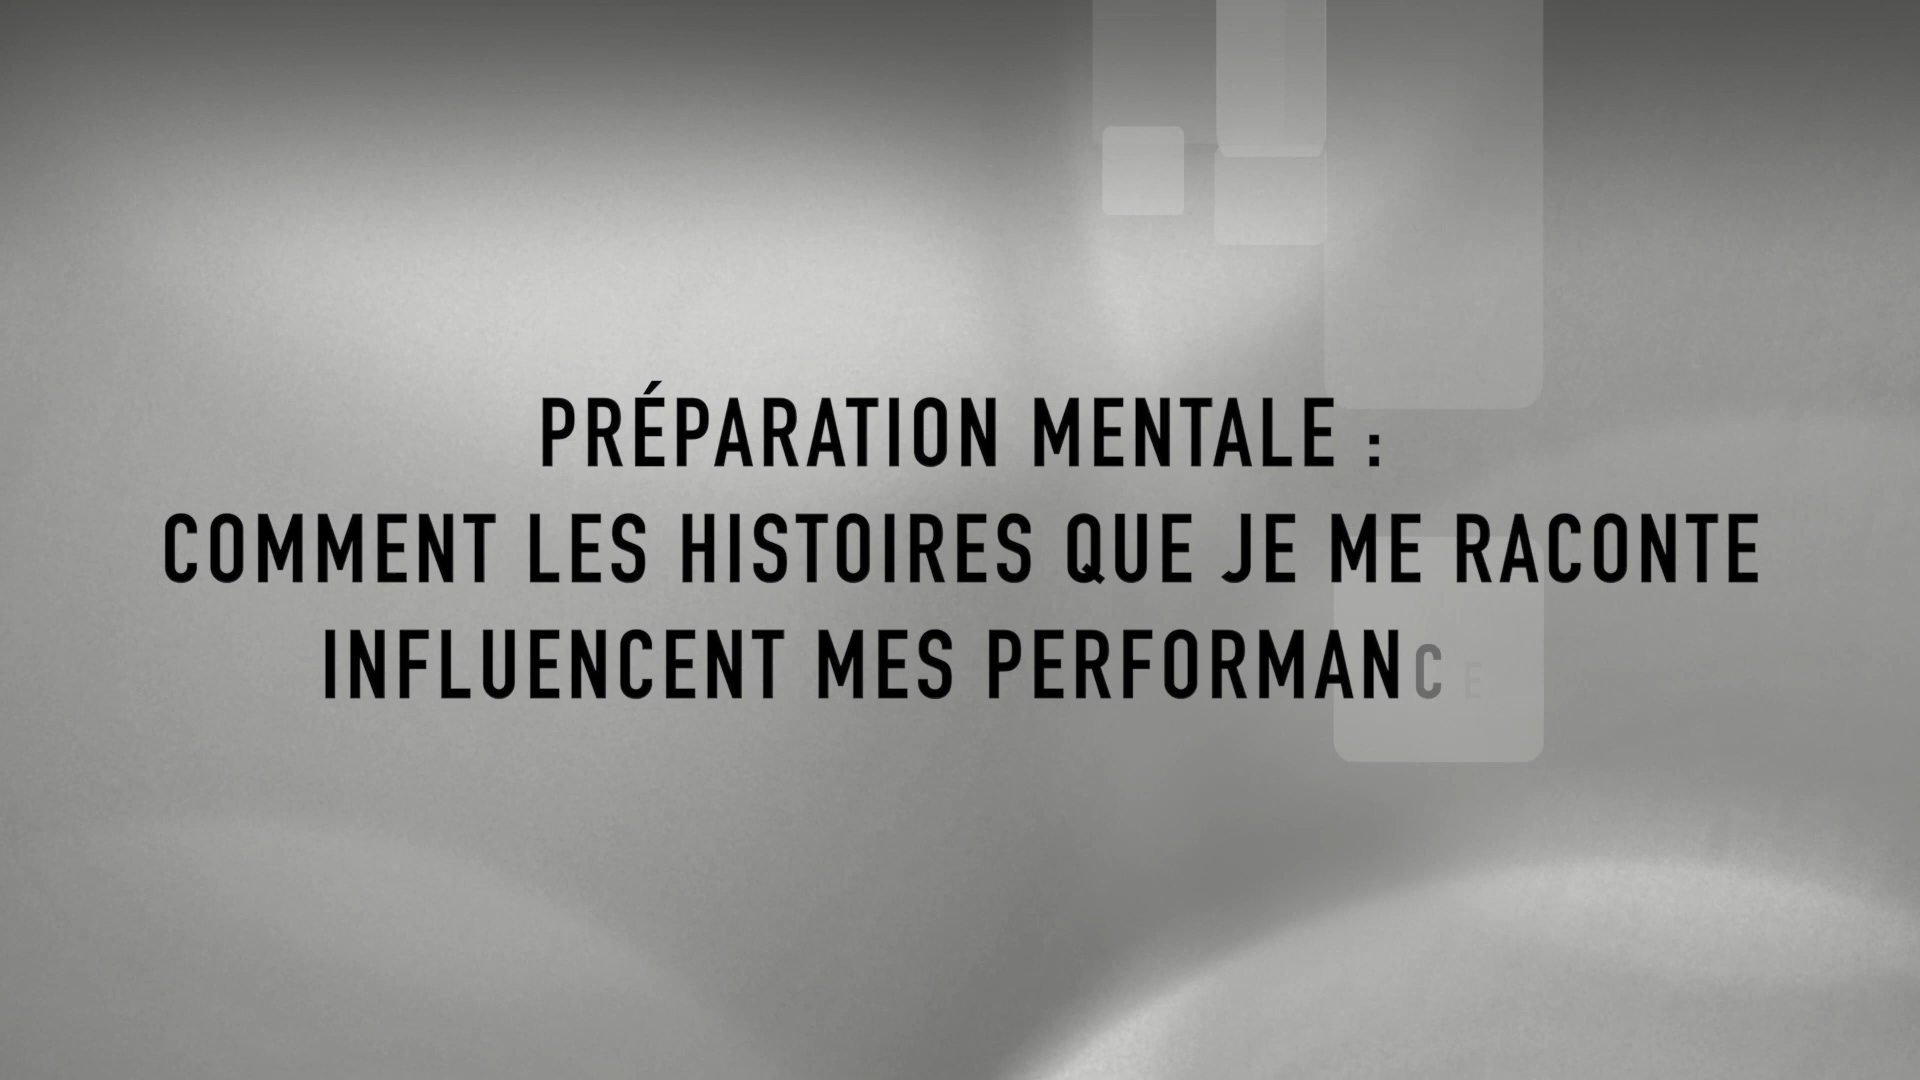 PRÉPARATION MENTALE :
COMMENT LES HISTOIRES QUE JE ME RACONTE
INFLUENCENT MES PERFORMANCE